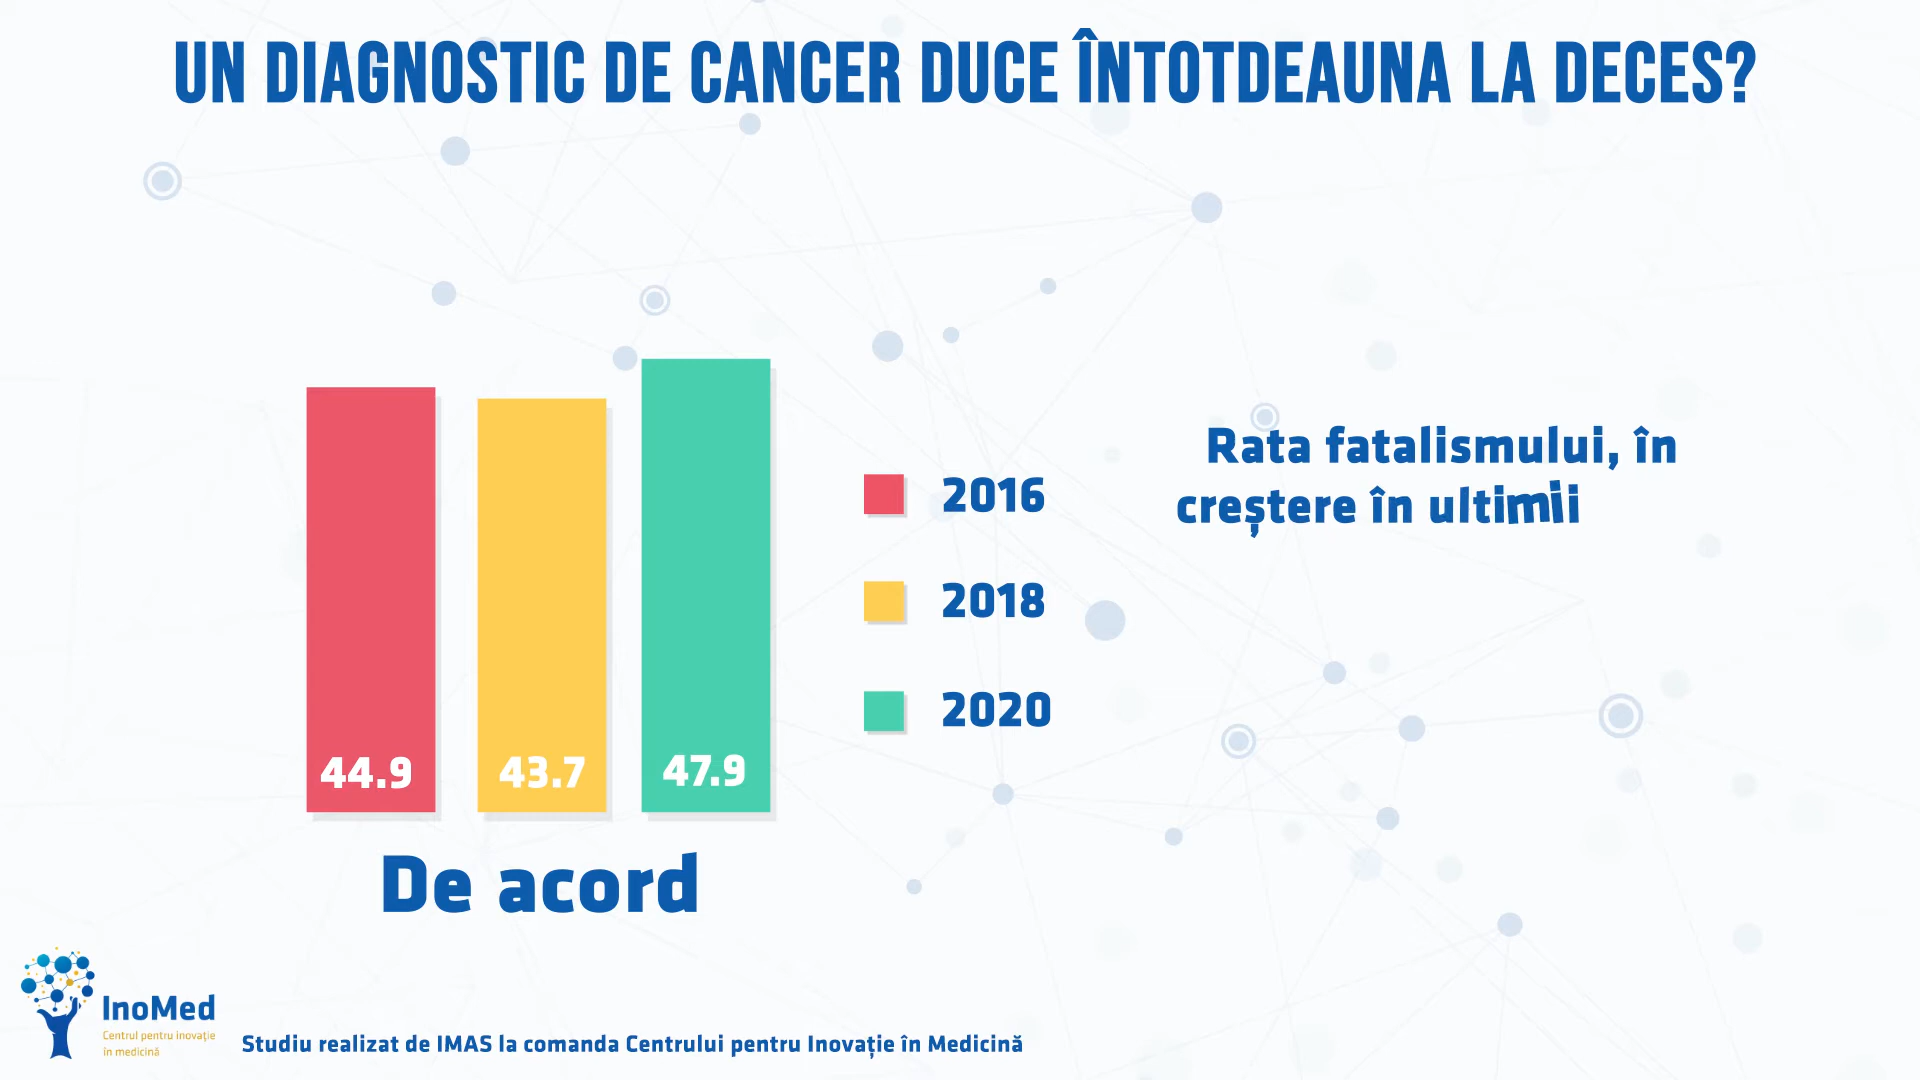 UN DIAGNOSTIC DE CANCER DUCE ÎNTOTDEAUNA LA DECES?
44.9
43.7
47.9
De acord
2016
2018
2020
Rata fatalismului, în
creștere în ultimii
InoMed
Centrul pentru inovație
în medicină
Studiu realizat de IMAS la comanda Centrului pentru Inovație în Medicină